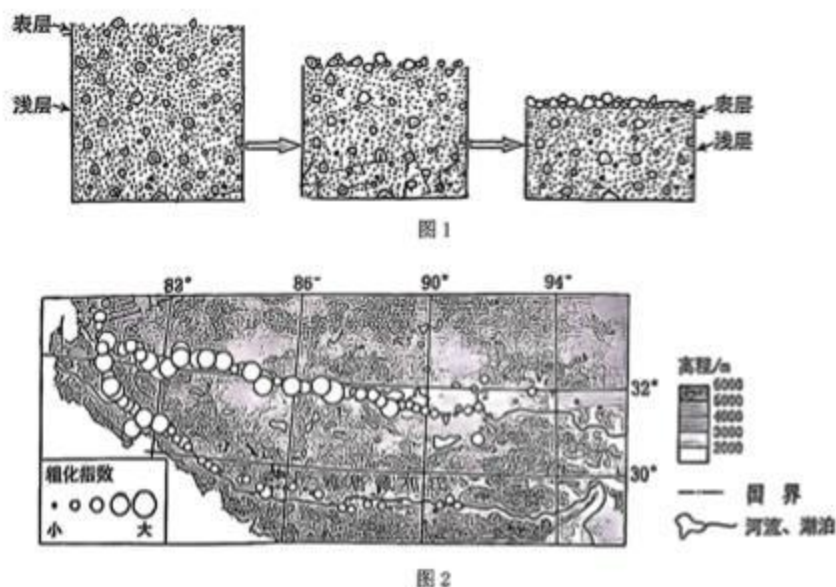 表层
浅层
表层
浅层
图1
82° 86° 90° 94°
32°
30°
粗化指数
小 大
高程/m
6000
5000
4000
3000
2000
国界
河流、湖泊
图2